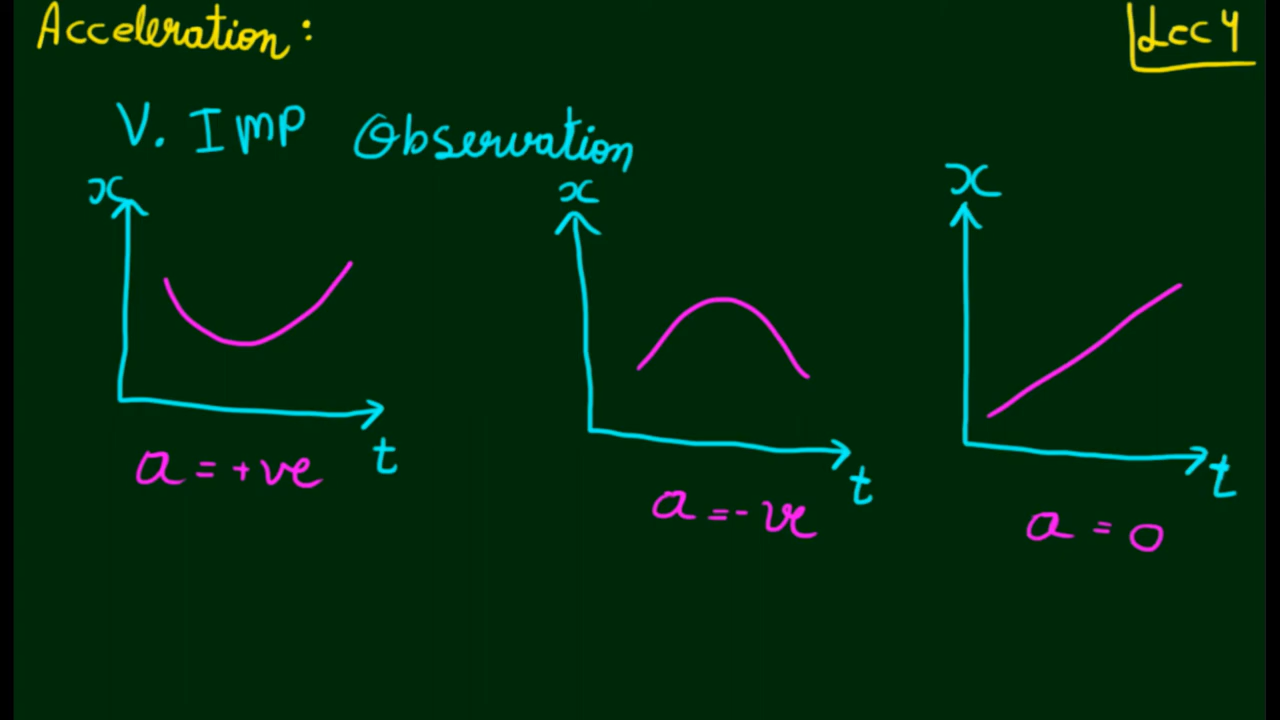 Acceleration:
Lec 4
V. Imp Observation
x
t
a = +ve
x
t
a = -ve
x
t
a = 0